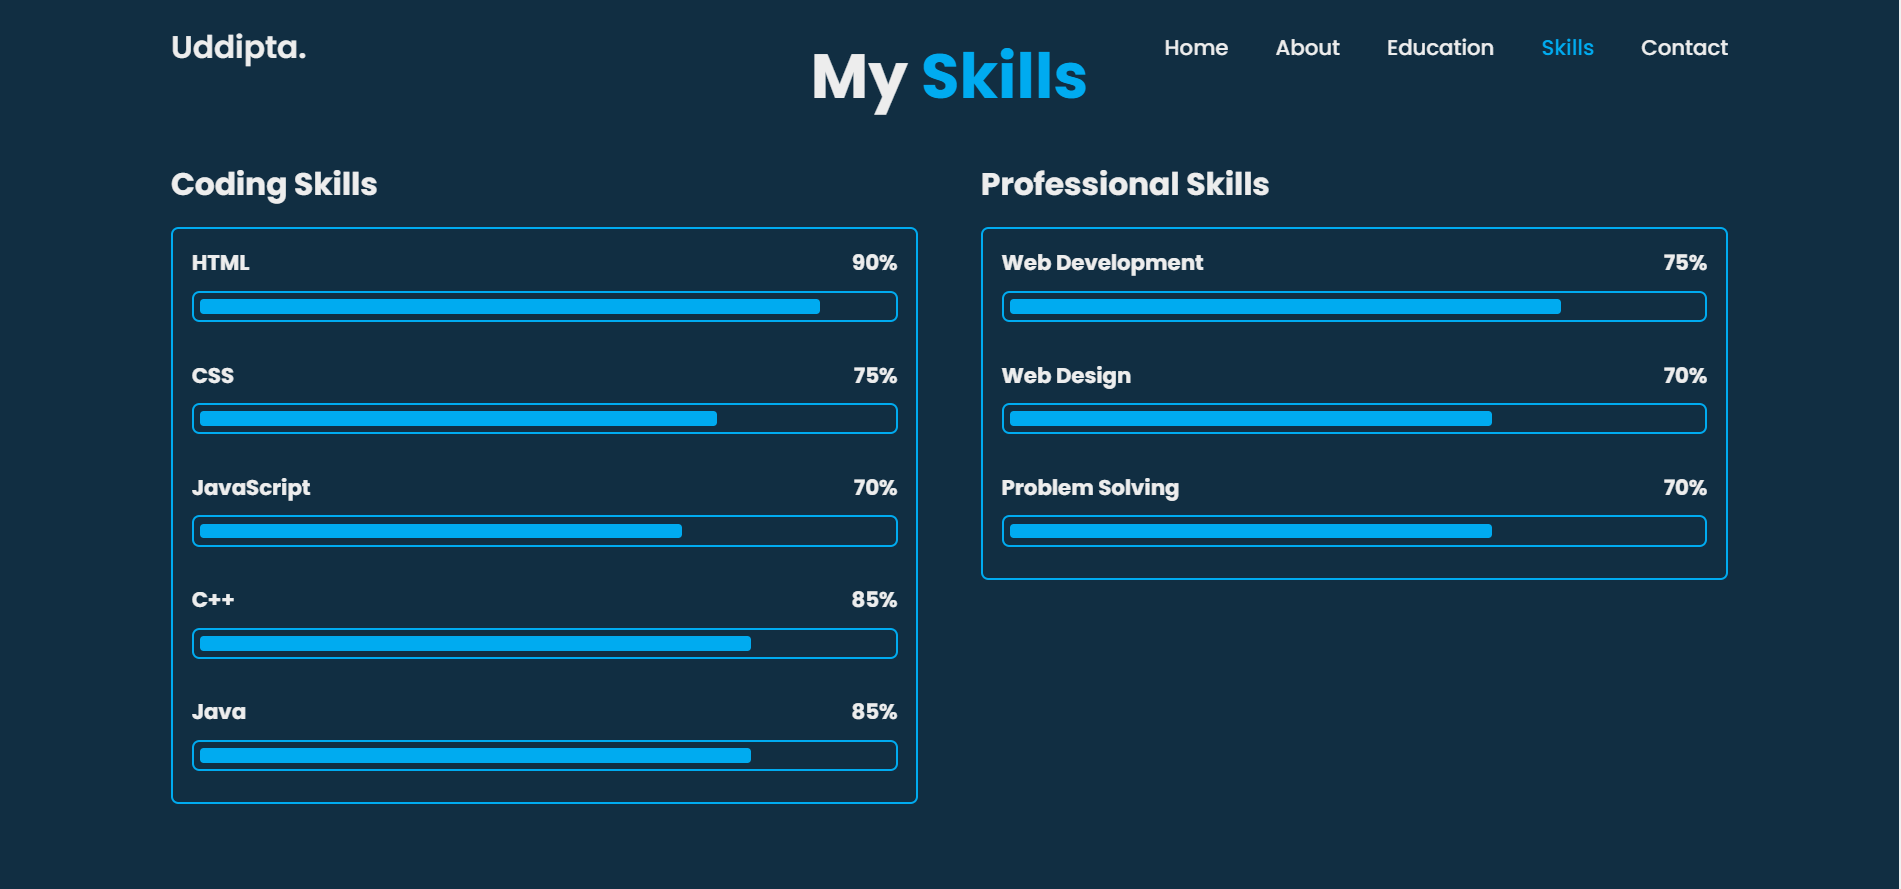 Uddipta.
Home About Education Skills Contact
My Skills
Coding Skills
HTML 90%
CSS 75%
JavaScript 70%
C++ 85%
Java 85%
Professional Skills
Web Development 75%
Web Design 70%
Problem Solving 70%